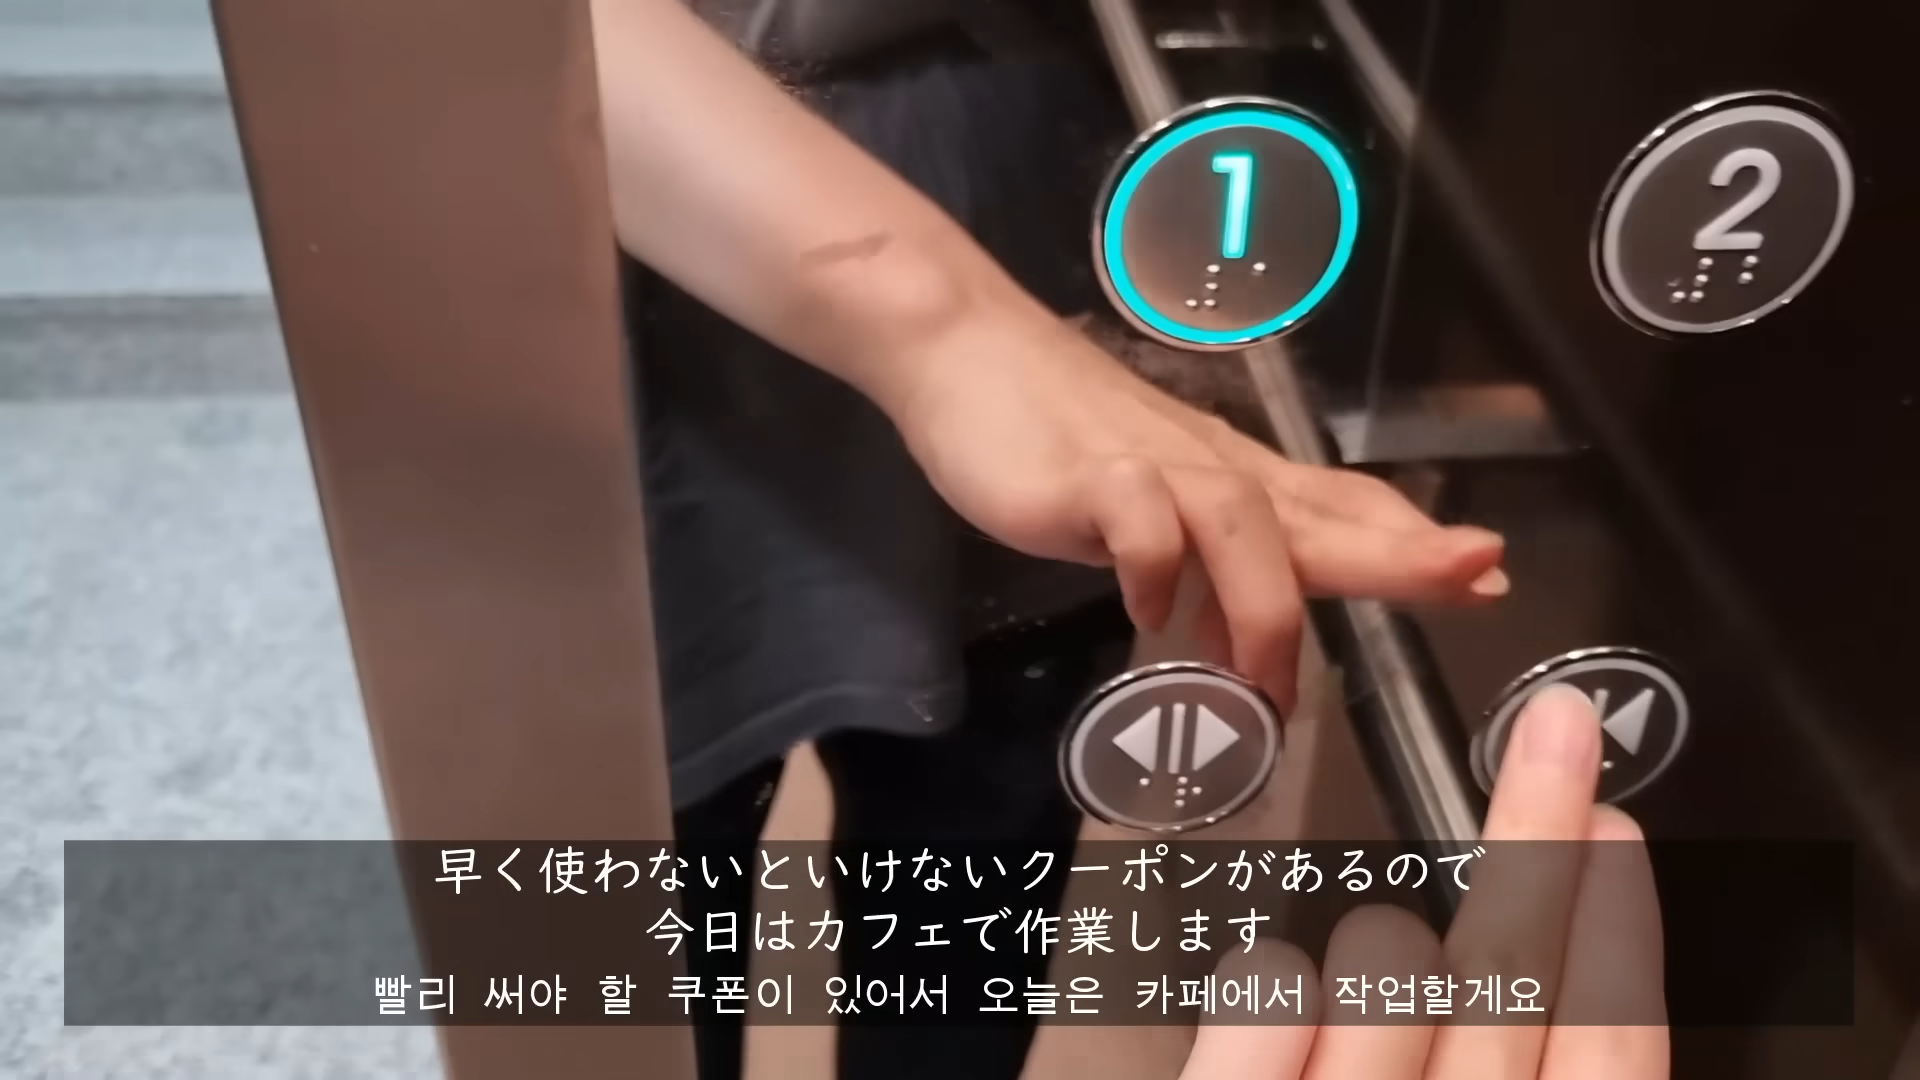 1
2
早く使わないといけないクーポンがあるので
今日はカフェで作業します
빨리 써야 할 쿠폰이 있어서 오늘은 카페에서 작업할게요